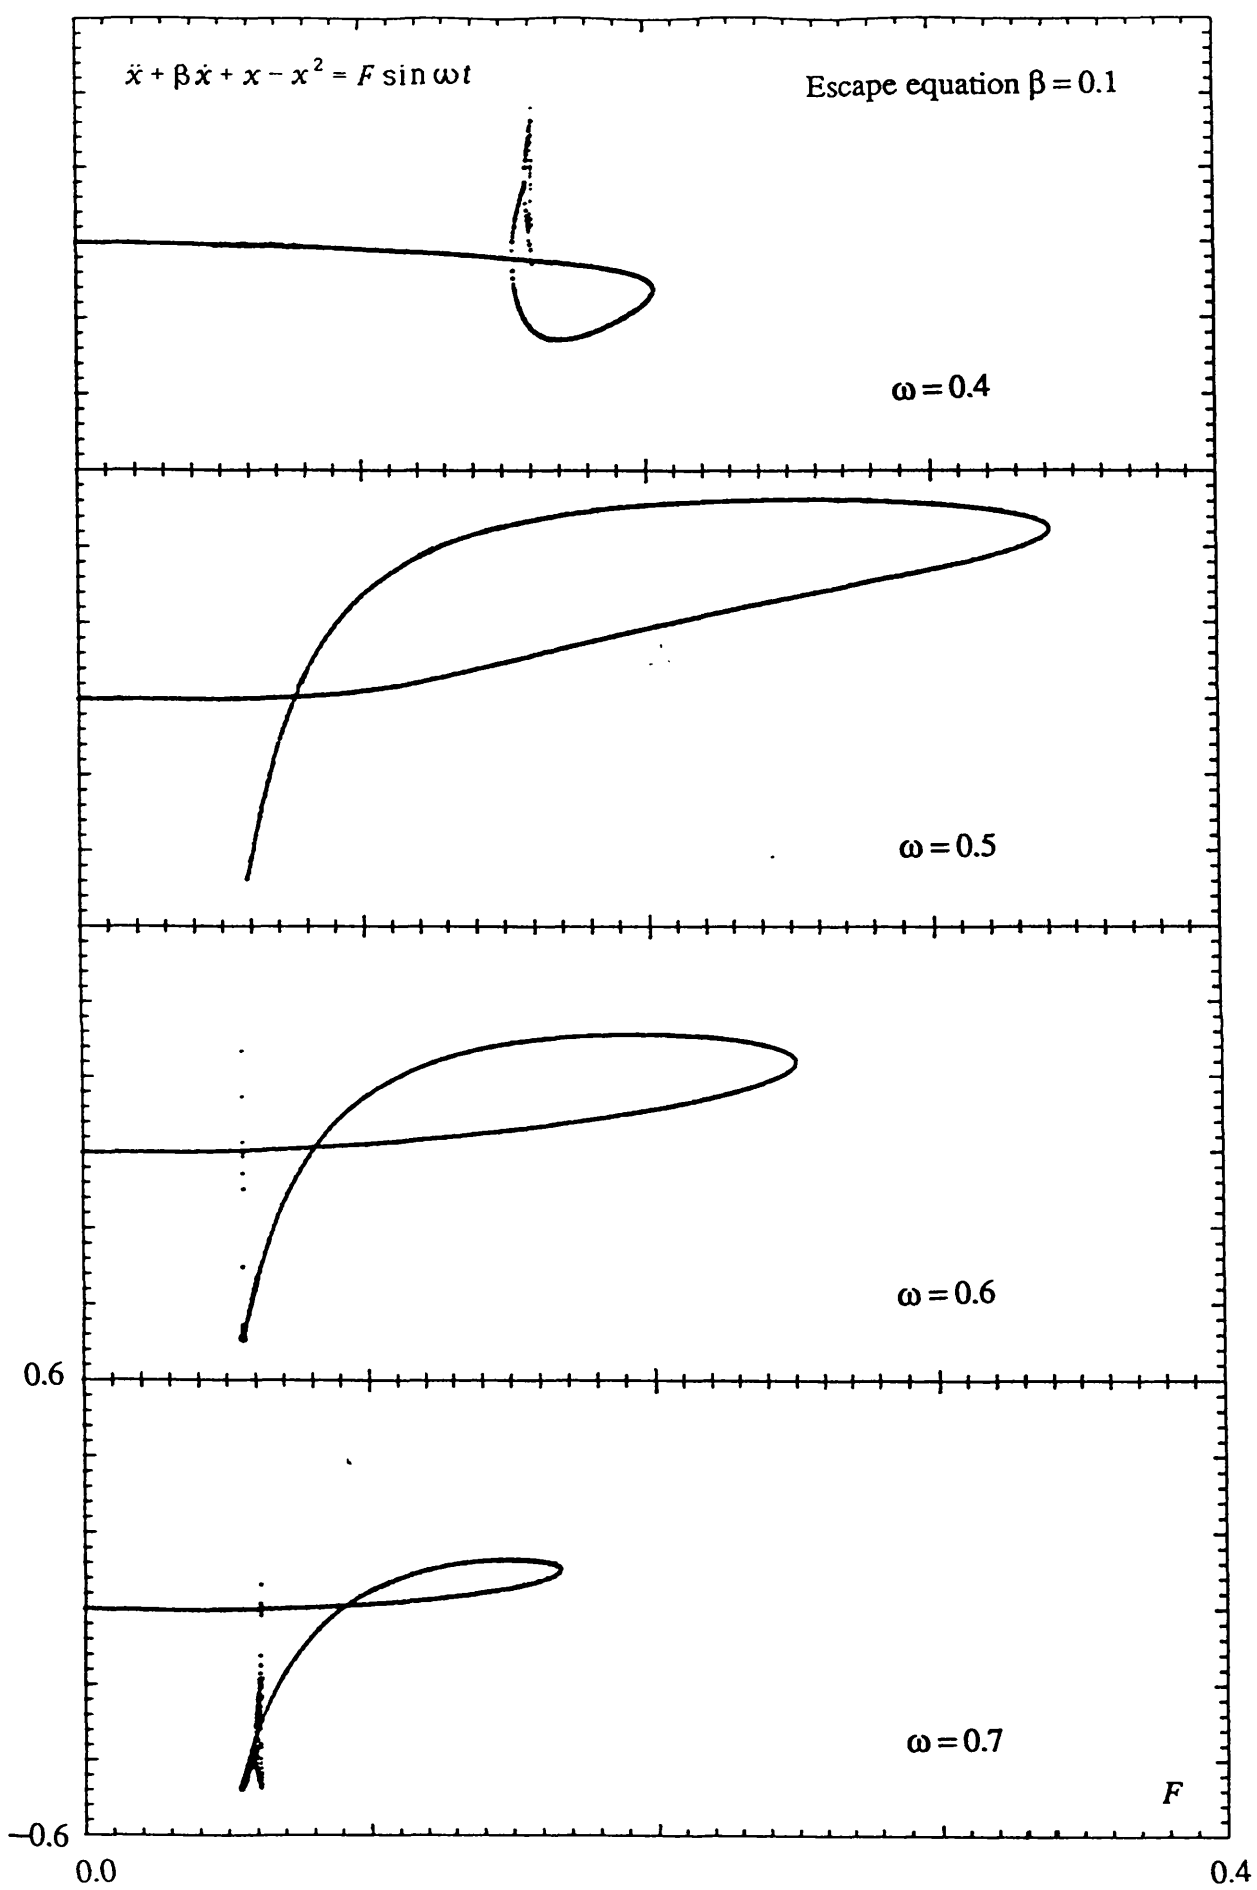 ẍ + βẋ + x − x² = F sin ωt
Escape equation β = 0.1
ω = 0.4
ω = 0.5
ω = 0.6
0.6
ω = 0.7
F
−0.6
0.0 0.4